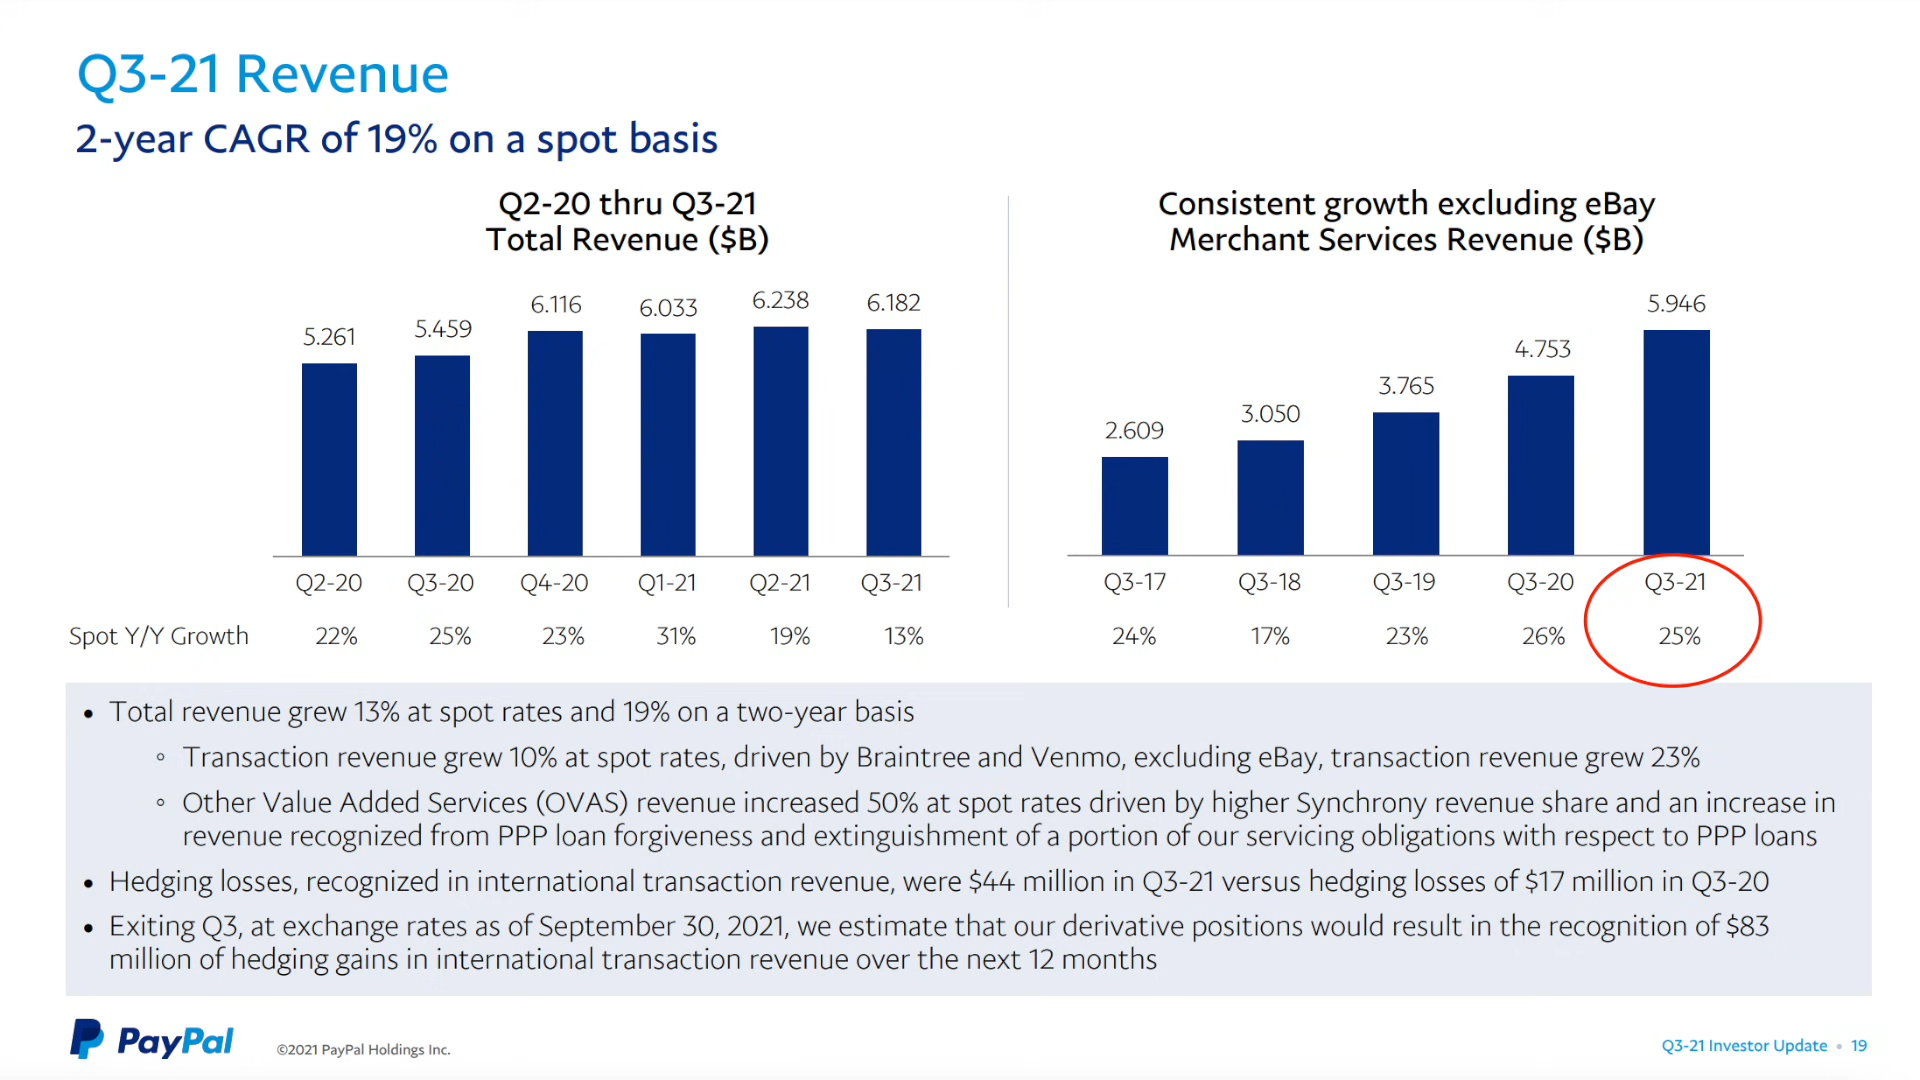 Q3-21 Revenue
2-year CAGR of 19% on a spot basis
Q2-20 thru Q3-21
Total Revenue ($B)
5.261 5.459 6.116 6.033 6.238 6.182
Q2-20 Q3-20 Q4-20 Q1-21 Q2-21 Q3-21
Spot Y/Y Growth 22% 25% 23% 31% 19% 13%
Consistent growth excluding eBay
Merchant Services Revenue ($B)
2.609 3.050 3.765 4.753 5.946
Q3-17 Q3-18 Q3-19 Q3-20 Q3-21
24% 17% 23% 26% 25%
• Total revenue grew 13% at spot rates and 19% on a two-year basis
◦ Transaction revenue grew 10% at spot rates, driven by Braintree and Venmo, excluding eBay, transaction revenue grew 23%
◦ Other Value Added Services (OVAS) revenue increased 50% at spot rates driven by higher Synchrony revenue share and an increase in
revenue recognized from PPP loan forgiveness and extinguishment of a portion of our servicing obligations with respect to PPP loans
• Hedging losses, recognized in international transaction revenue, were $44 million in Q3-21 versus hedging losses of $17 million in Q3-20
• Exiting Q3, at exchange rates as of September 30, 2021, we estimate that our derivative positions would result in the recognition of $83
million of hedging gains in international transaction revenue over the next 12 months
PayPal
©2021 PayPal Holdings Inc.
Q3-21 Investor Update • 19